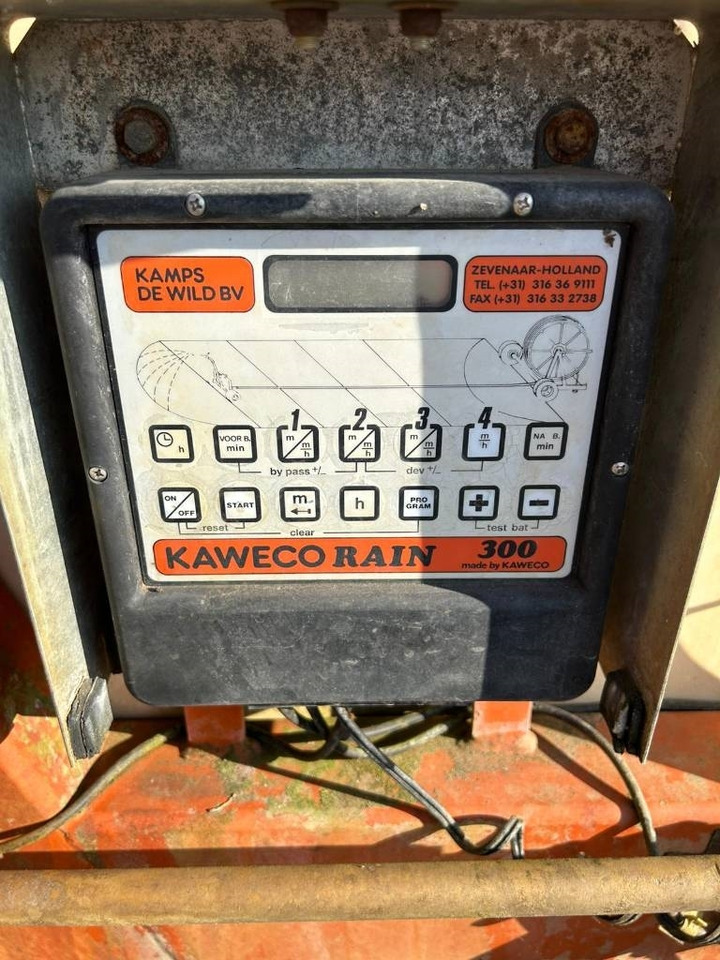 KAMPS
DE WILD BV
ZEVENAAR-HOLLAND
TEL. (+31) 316 36 9111
FAX (+31) 316 33 2738
1 2 3 4
h
VOOR B.
min
m/m/h
m/m/h
m/m/h
m/h
NA B.
min
by pass +/-
dev +/-
ON/OFF
START
m
h
PRO
GRAM
+
-
reset
clear
test bat
KAWECO RAIN 300
made by KAWECO